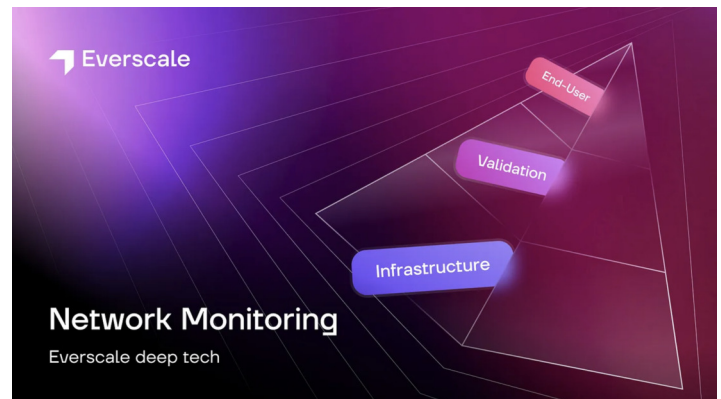 Everscale
End-User
Validation
Infrastructure
Network Monitoring
Everscale deep tech